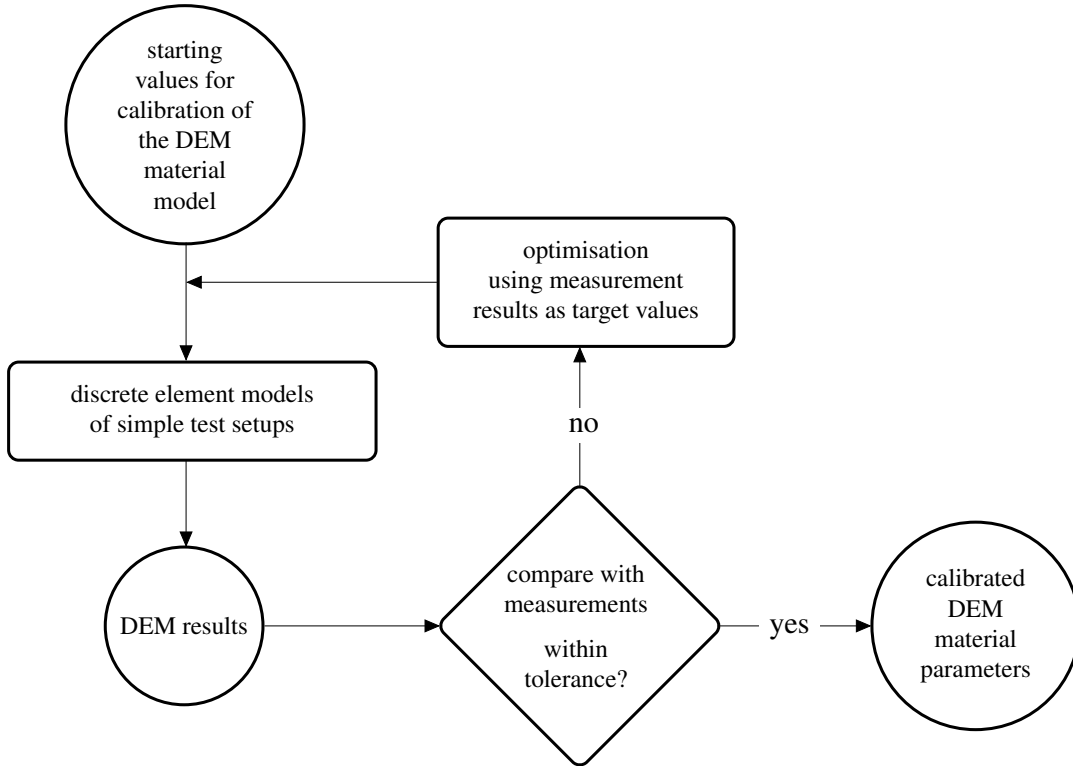 starting
values for
calibration of
the DEM
material
model
optimisation
using measurement
results as target values
discrete element models
of simple test setups
no
DEM results
compare with
measurements
within
tolerance?
yes
calibrated
DEM
material
parameters